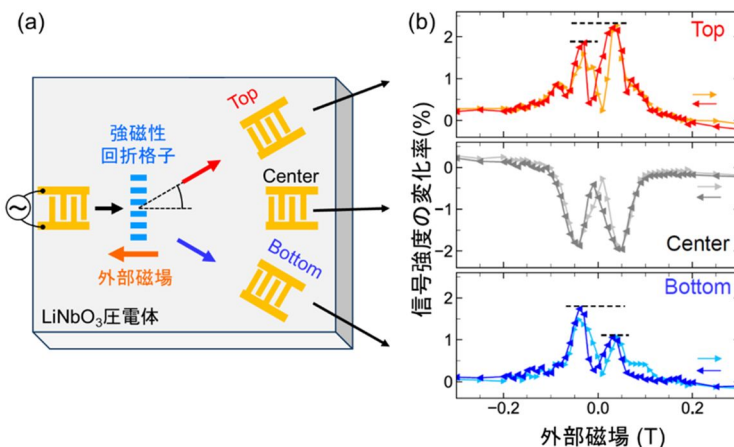 (a)
Top
強磁性
回折格子
Center
Bottom
外部磁場
LiNbO₃圧電体
(b)
信号強度の変化率(%)
Top
2
1
0
Center
0
−1
−2
Bottom
2
1
0
−0.2
0.0
0.2
外部磁場 (T)